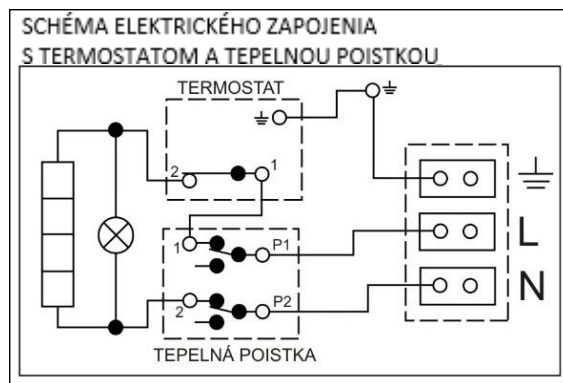 SCHÉMA ELEKTRICKÉHO ZAPOJENIA
S TERMOSTATOM A TEPELNOU POISTKOU
TERMOSTAT
2
1
1
P1
L
2
P2
N
TEPELNÁ POISTKA